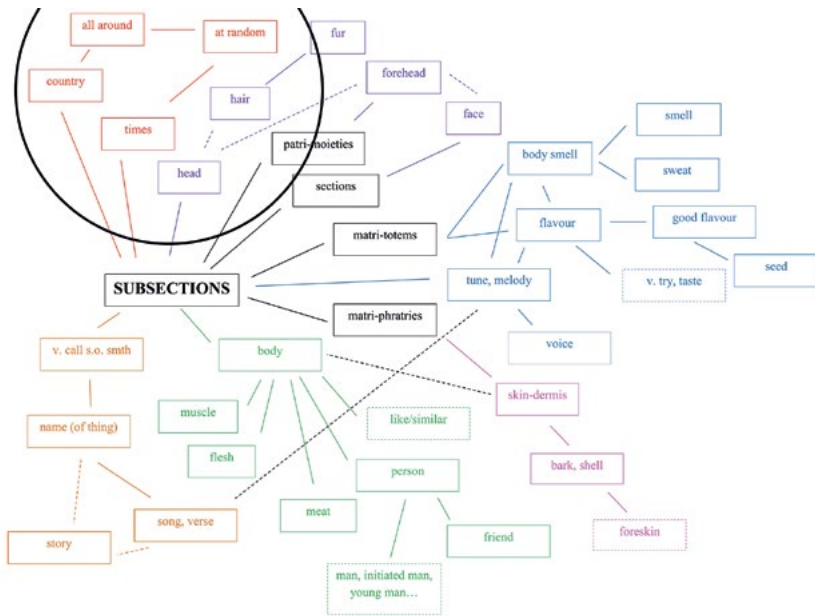 all around
at random
fur
country
forehead
hair
face
times
smell
patri-moieties
body smell
head
sweat
sections
flavour
good flavour
matri-totems
seed
SUBSECTIONS
tune, melody
v. try, taste
matri-phratries
v. call s.o. smth
body
voice
skin-dermis
muscle
like/similar
name (of thing)
flesh
bark, shell
person
meat
song, verse
foreskin
story
friend
man, initiated man,
young man…